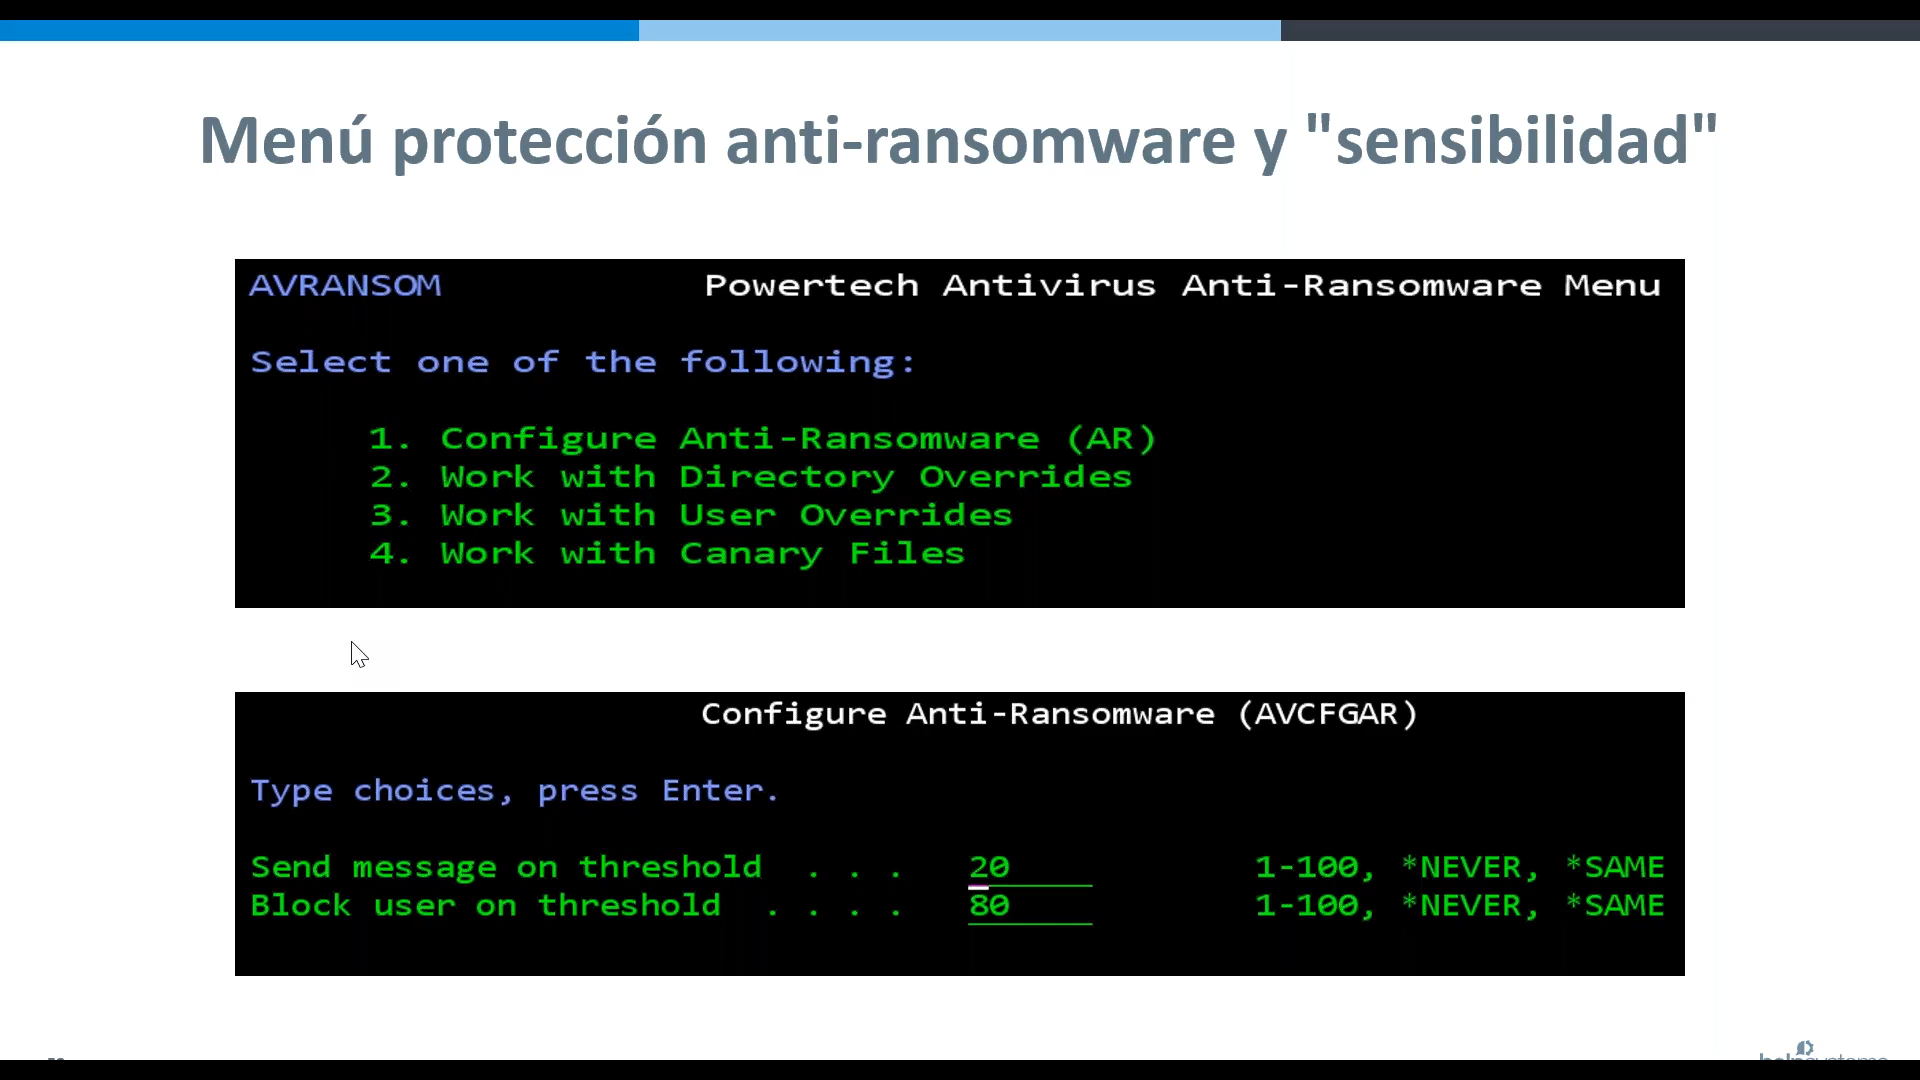 Menú protección anti-ransomware y "sensibilidad"
AVRANSOM Powertech Antivirus Anti-Ransomware Menu
Select one of the following:
1. Configure Anti-Ransomware (AR)
2. Work with Directory Overrides
3. Work with User Overrides
4. Work with Canary Files
Configure Anti-Ransomware (AVCFGAR)
Type choices, press Enter.
Send message on threshold . . . 20 1-100, *NEVER, *SAME
Block user on threshold . . . . 80 1-100, *NEVER, *SAME